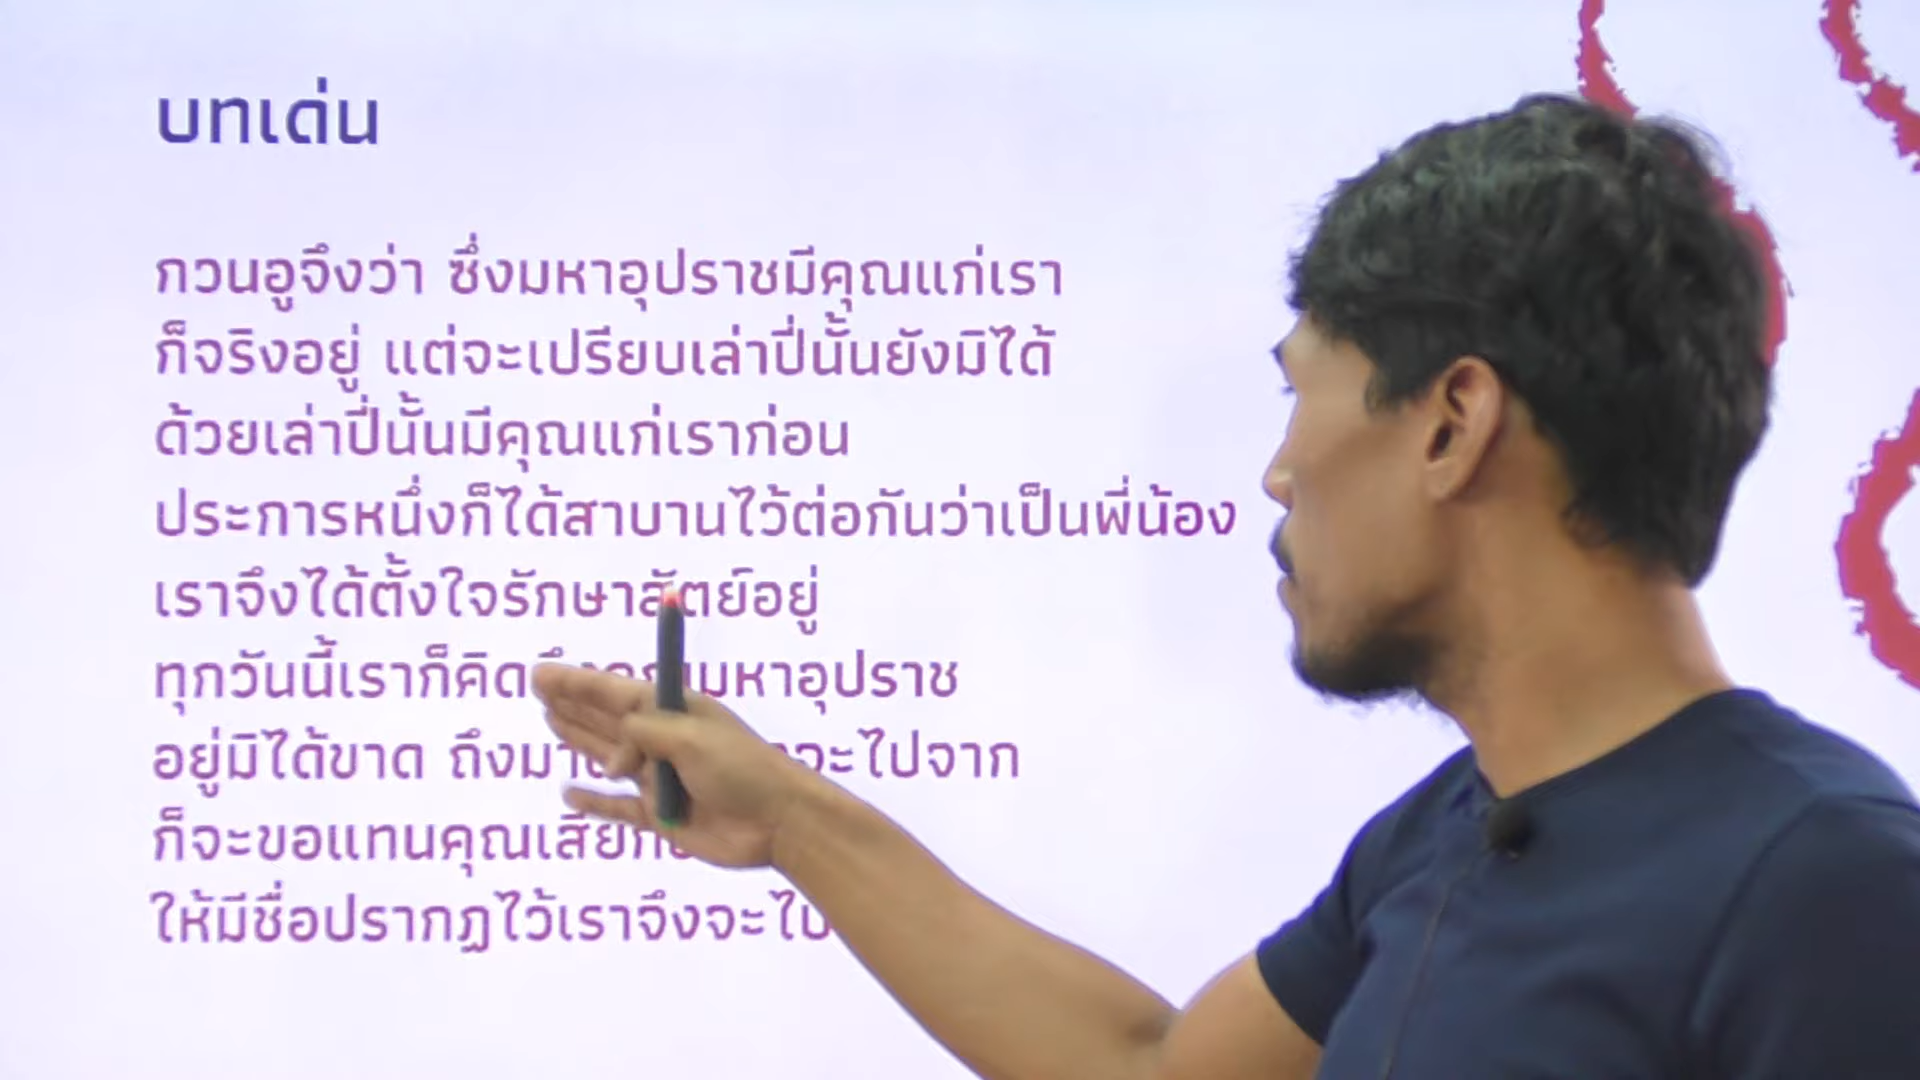 บทเด่น
กวนอูจึงว่า ซึ่งมหาอุปราชมีคุณแก่เรา
ก็จริงอยู่ แต่จะเปรียบเล่าปี่นั้นยังมิได้
ด้วยเล่าปี่นั้นมีคุณแก่เราก่อน
ประการหนึ่งก็ได้สาบานไว้ต่อกันว่าเป็นพี่น้อง
เราจึงได้ตั้งใจรักษาสัตย์อยู่
ทุกวันนี้เราก็คิด มหาอุปราช
อยู่มิได้ขาด ถึงมา จะไปจาก
ก็จะขอแทนคุณเสีย
ให้มีชื่อปรากฏไว้เราจึงจะไป